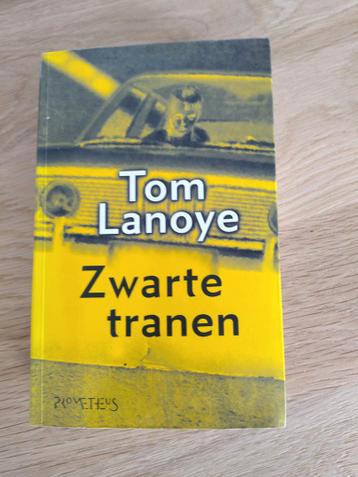 Tom
Lanoye
Zwarte
tranen
PROMETHEUS